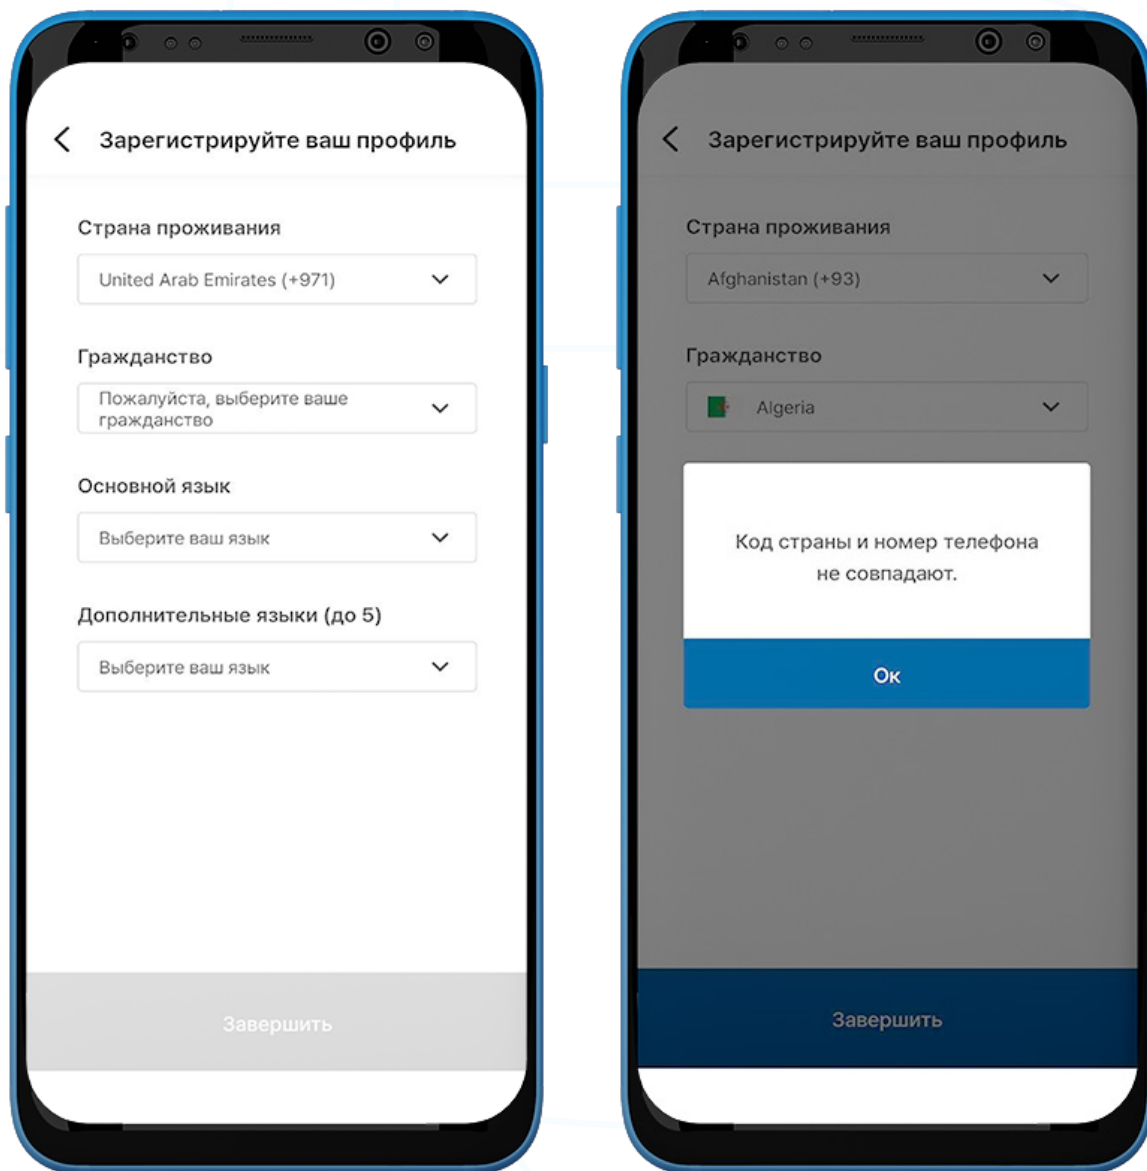 Зарегистрируйте ваш профиль
Страна проживания
United Arab Emirates (+971)
Гражданство
Пожалуйста, выберите ваше
гражданство
Основной язык
Выберите ваш язык
Дополнительные языки (до 5)
Выберите ваш язык
Завершить
Зарегистрируйте ваш профиль
Страна проживания
Afghanistan (+93)
Гражданство
Algeria
Код страны и номер телефона
не совпадают.
Ок
Завершить